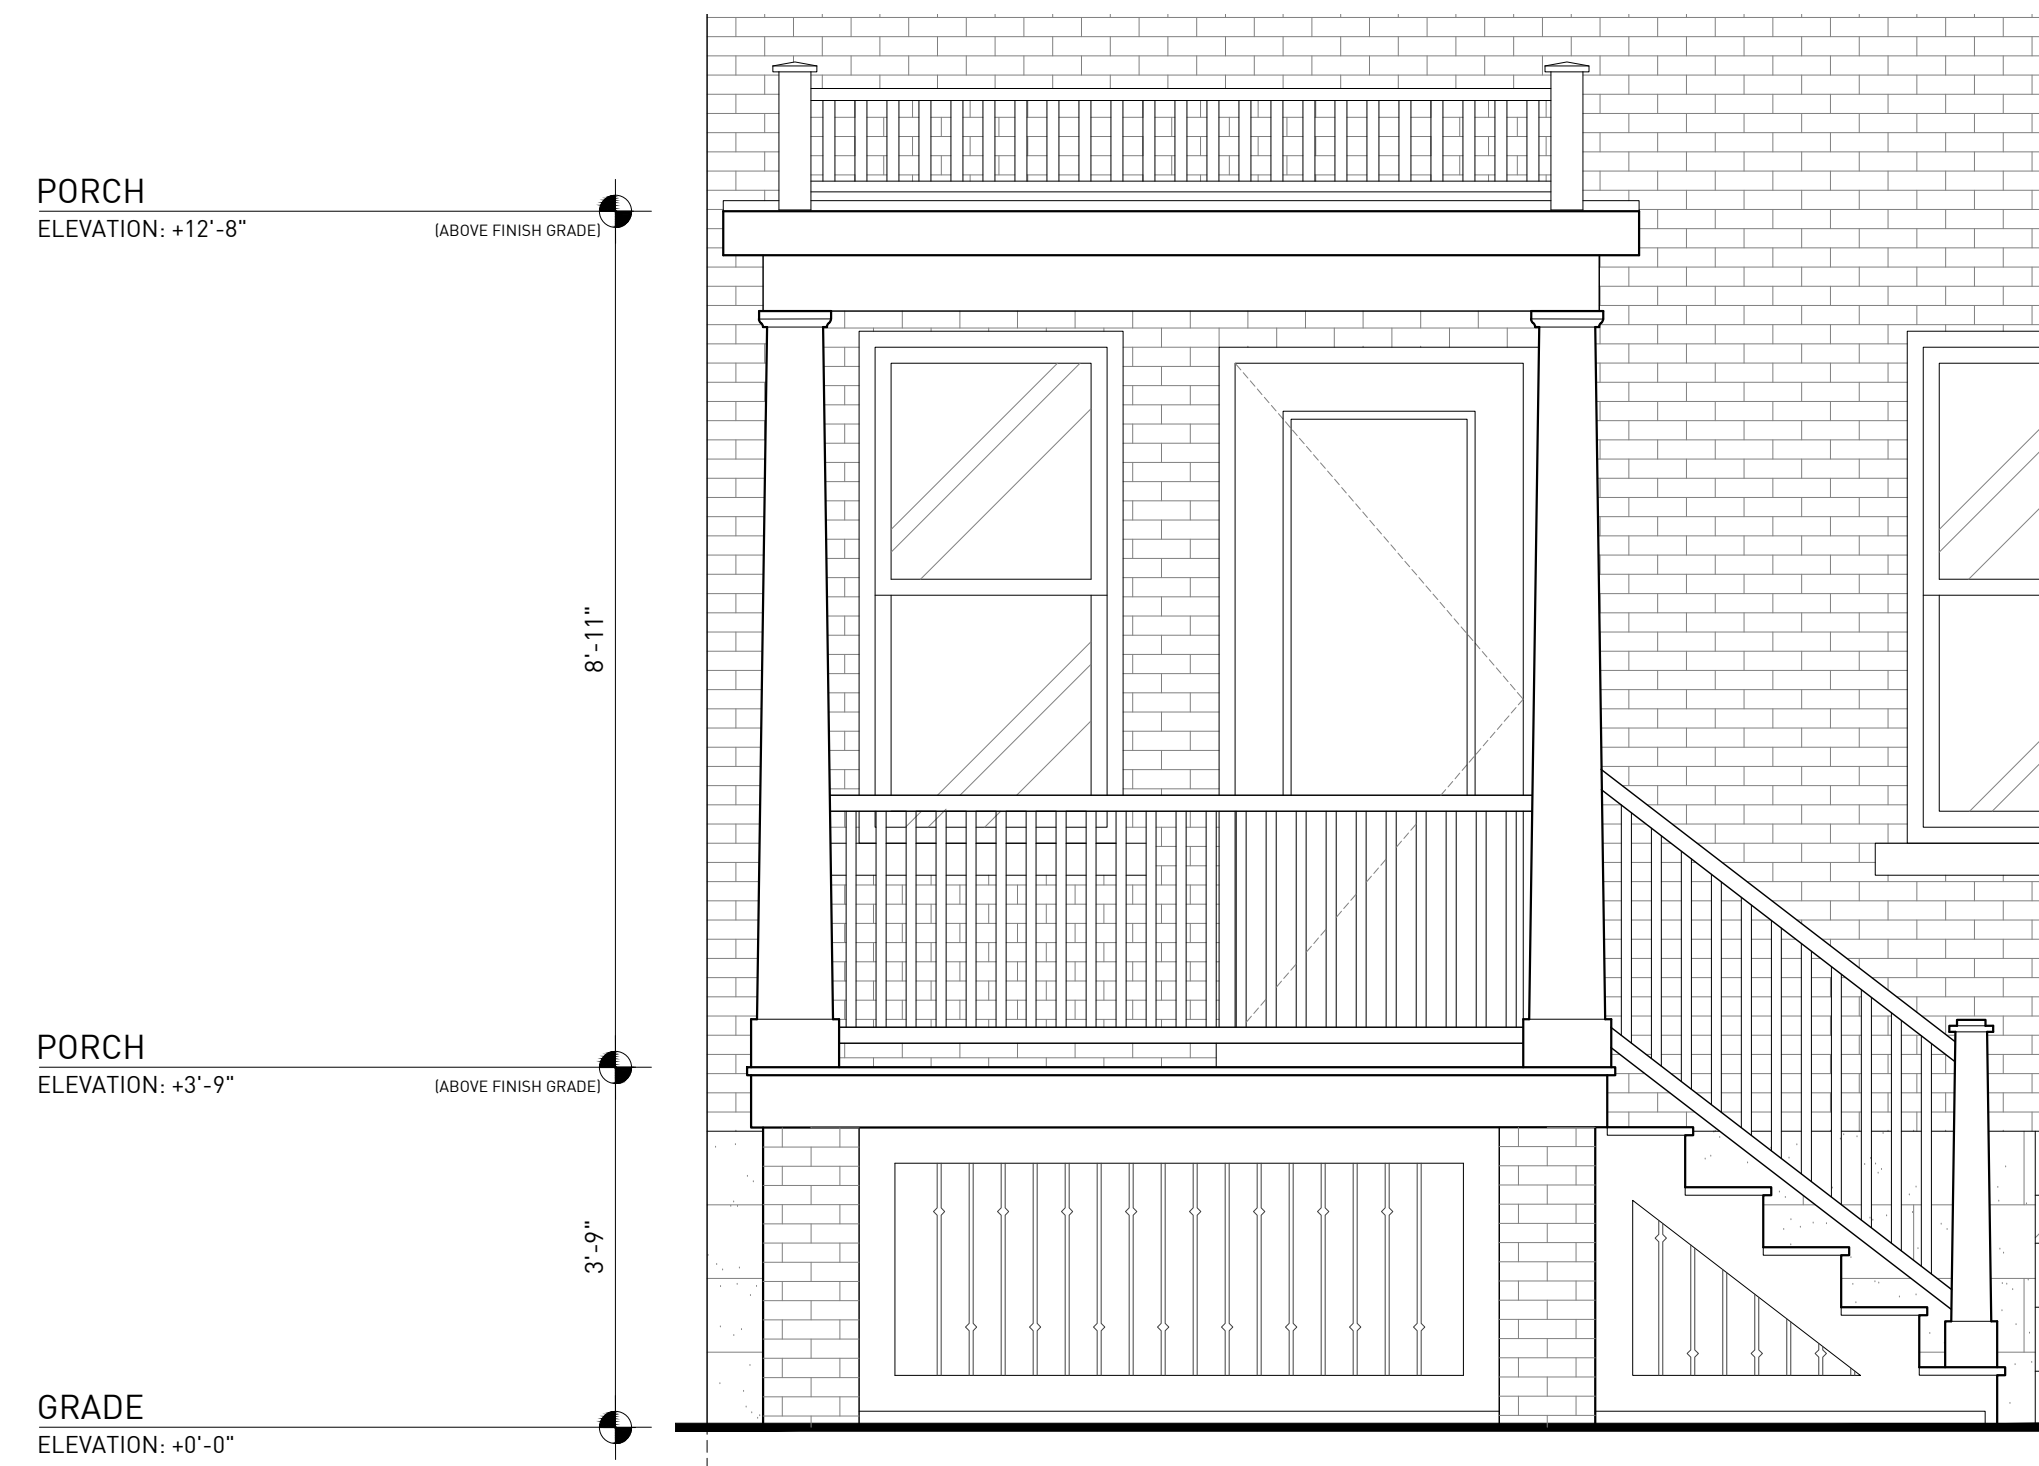 PORCH
ELEVATION: +12'-8"
(ABOVE FINISH GRADE)
8'-11"
PORCH
ELEVATION: +3'-9"
(ABOVE FINISH GRADE)
3'-9"
GRADE
ELEVATION: +0'-0"